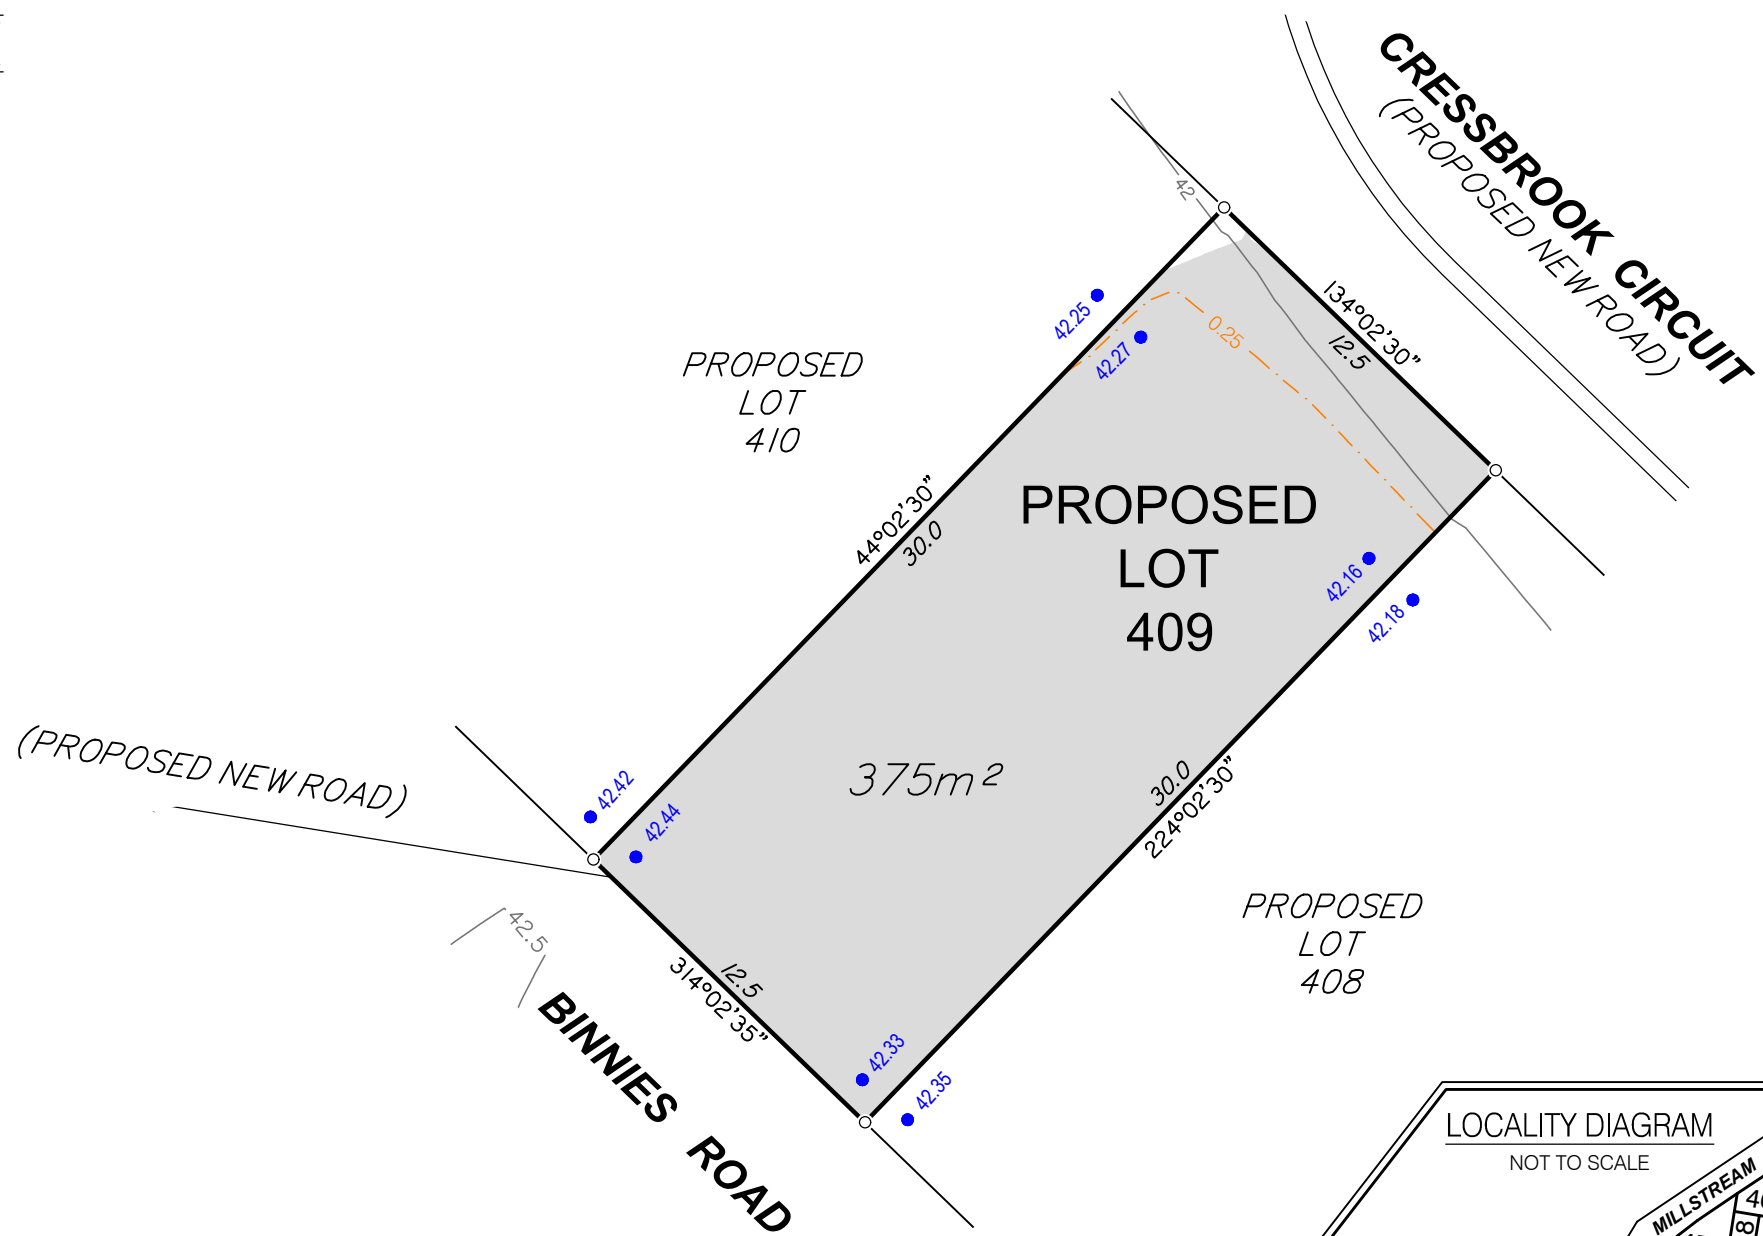 CRESSBROOK CIRCUIT
(PROPOSED NEW ROAD)
42
134°02'30"
12.5
0.25
42.25
42.27
PROPOSED
LOT
410
44°02'30"
30.0
PROPOSED
LOT
409
42.16
42.18
375m²
30.0
224°02'30"
(PROPOSED NEW ROAD)
42.42
42.44
42.5
12.5
314°02'35"
PROPOSED
LOT
408
BINNIES ROAD
42.33
42.35
LOCALITY DIAGRAM
NOT TO SCALE
MILLSTREAM